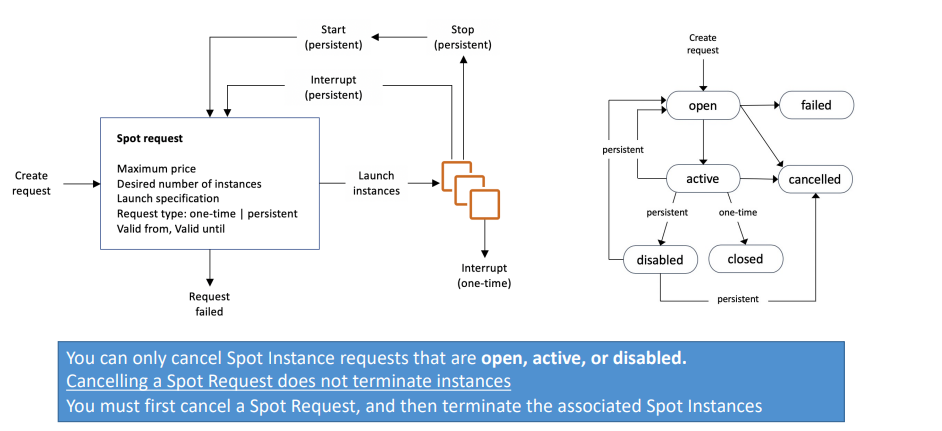 Start
(persistent)
Stop
(persistent)
Interrupt
(persistent)
Create
request
Spot request
Maximum price
Desired number of instances
Launch specification
Request type: one-time | persistent
Valid from, Valid until
Launch
instances
Interrupt
(one-time)
Request
failed
Create
request
open
failed
persistent
active
cancelled
persistent
one-time
disabled
closed
persistent
You can only cancel Spot Instance requests that are open, active, or disabled.
Cancelling a Spot Request does not terminate instances
You must first cancel a Spot Request, and then terminate the associated Spot Instances